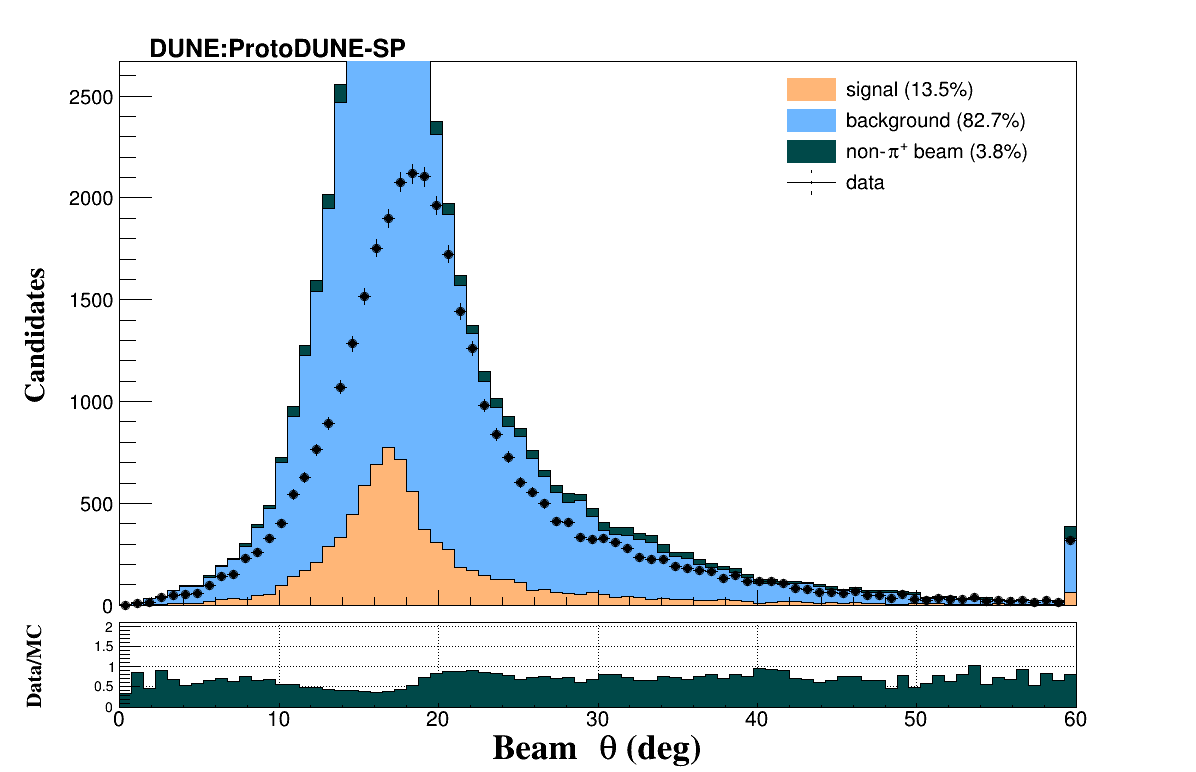 DUNE:ProtoDUNE-SP
signal (13.5%)
background (82.7%)
non-π⁺ beam (3.8%)
data
Candidates
2500
2000
1500
1000
500
0
Data/MC
2
1.5
1
0.5
0
0 10 20 30 40 50 60
Beam θ (deg)